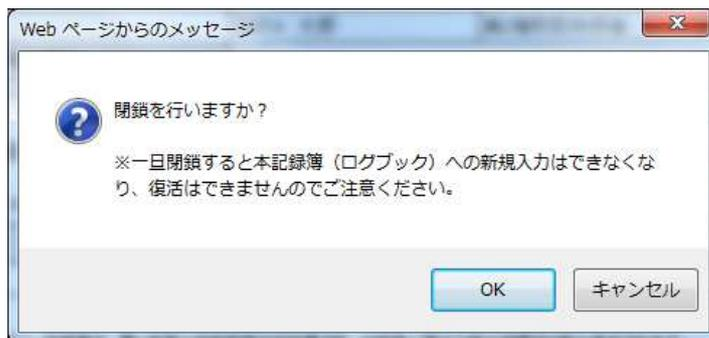 Web ページからのメッセージ
閉鎖を行いますか？
※一旦閉鎖すると本記録簿（ログブック）への新規入力はできなくな
り、復活はできませんのでご注意ください。
OK
キャンセル